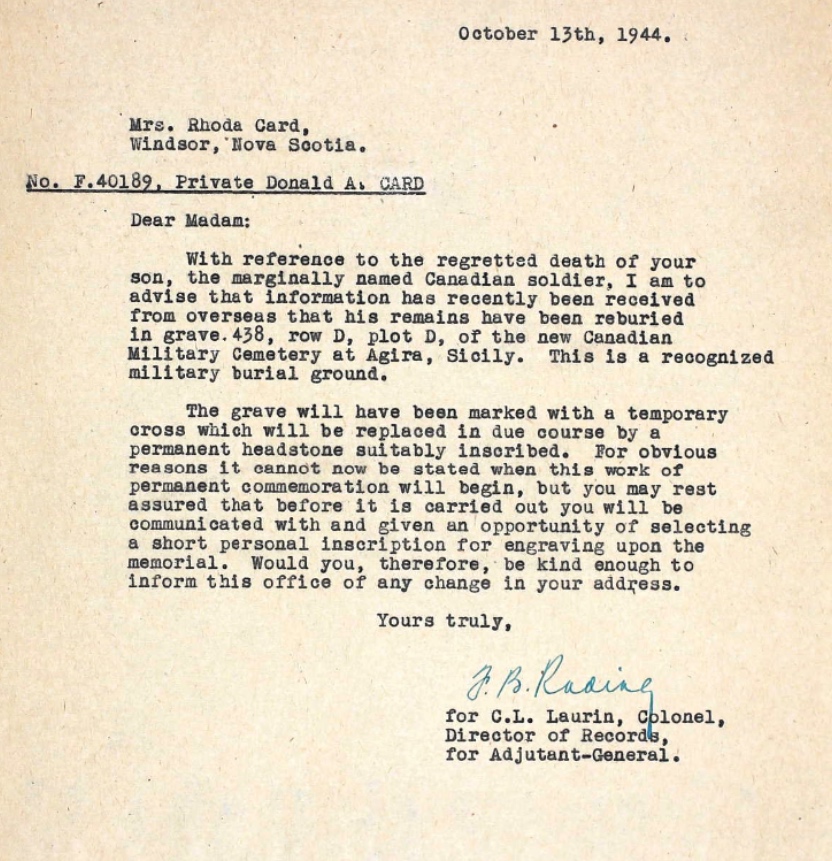 October 13th, 1944.
Mrs. Rhoda Card,
Windsor, Nova Scotia.
No. F.40189, Private Donald A. CARD
Dear Madam:
With reference to the regretted death of your
son, the marginally named Canadian soldier, I am to
advise that information has recently been received
from overseas that his remains have been reburied
in grave.438, row D, plot D, of the new Canadian
Military Cemetery at Agira, Sicily. This is a recognized
military burial ground.
The grave will have been marked with a temporary
cross which will be replaced in due course by a
permanent headstone suitably inscribed. For obvious
reasons it cannot now be stated when this work of
permanent commemoration will begin, but you may rest
assured that before it is carried out you will be
communicated with and given an opportunity of selecting
a short personal inscription for engraving upon the
memorial. Would you, therefore, be kind enough to
inform this office of any change in your address.
Yours truly,
F. B.
for C.L. Laurin, Colonel,
Director of Records,
for Adjutant-General.